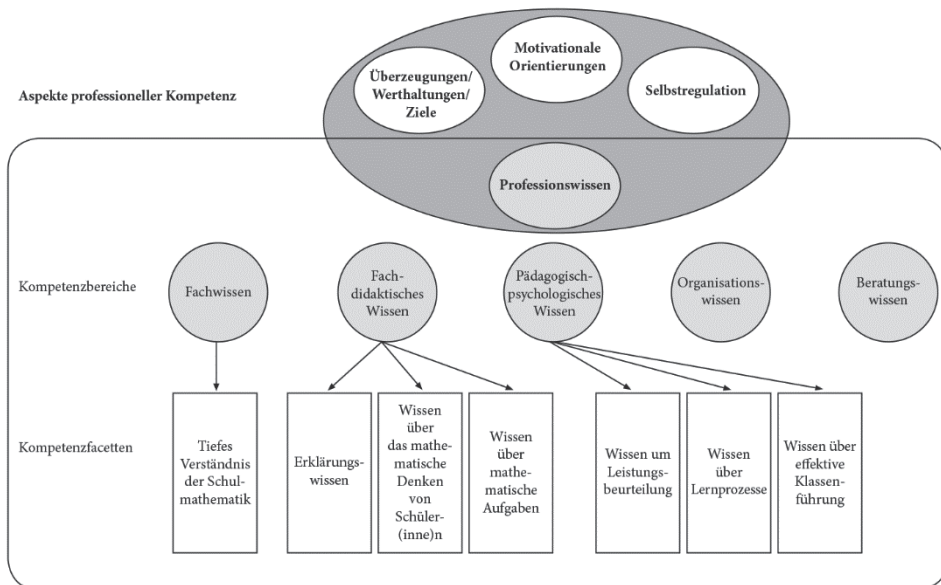 Motivationale
Orientierungen
Überzeugungen/
Werthaltungen/
Ziele
Selbstregulation
Aspekte professioneller Kompetenz
Professionswissen
Kompetenzbereiche
Fachwissen
Fach-
didaktisches
Wissen
Pädagogisch-
psychologisches
Wissen
Organisations-
wissen
Beratungs-
wissen
Kompetenzfacetten
Tiefes
Verständnis
der Schul-
mathematik
Erklärungs-
wissen
Wissen
über
das mathe-
matische
Denken
von
Schüler-
(inne)n
Wissen
über
mathe-
matische
Aufgaben
Wissen um
Leistungs-
beurteilung
Wissen
über
Lernprozesse
Wissen über
effektive
Klassen-
führung